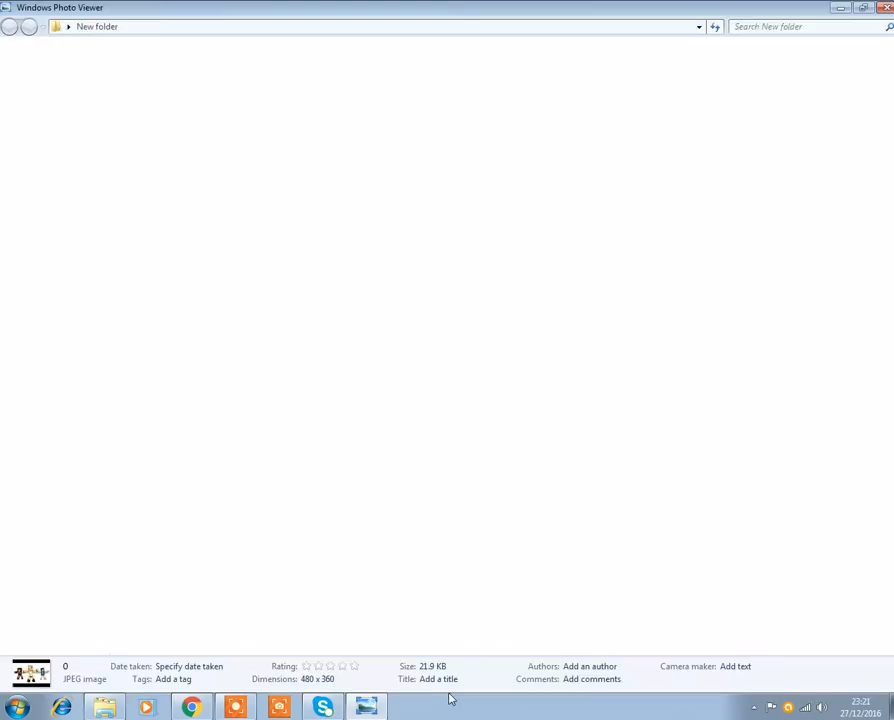 Windows Photo Viewer
New folder
Search New folder
0 Date taken: Specify date taken Rating: Size: 21.9 KB Authors: Add an author Camera maker: Add text
JPEG image Tags: Add a tag Dimensions: 480 x 360 Title: Add a title Comments: Add comments
23:21
27/12/2016